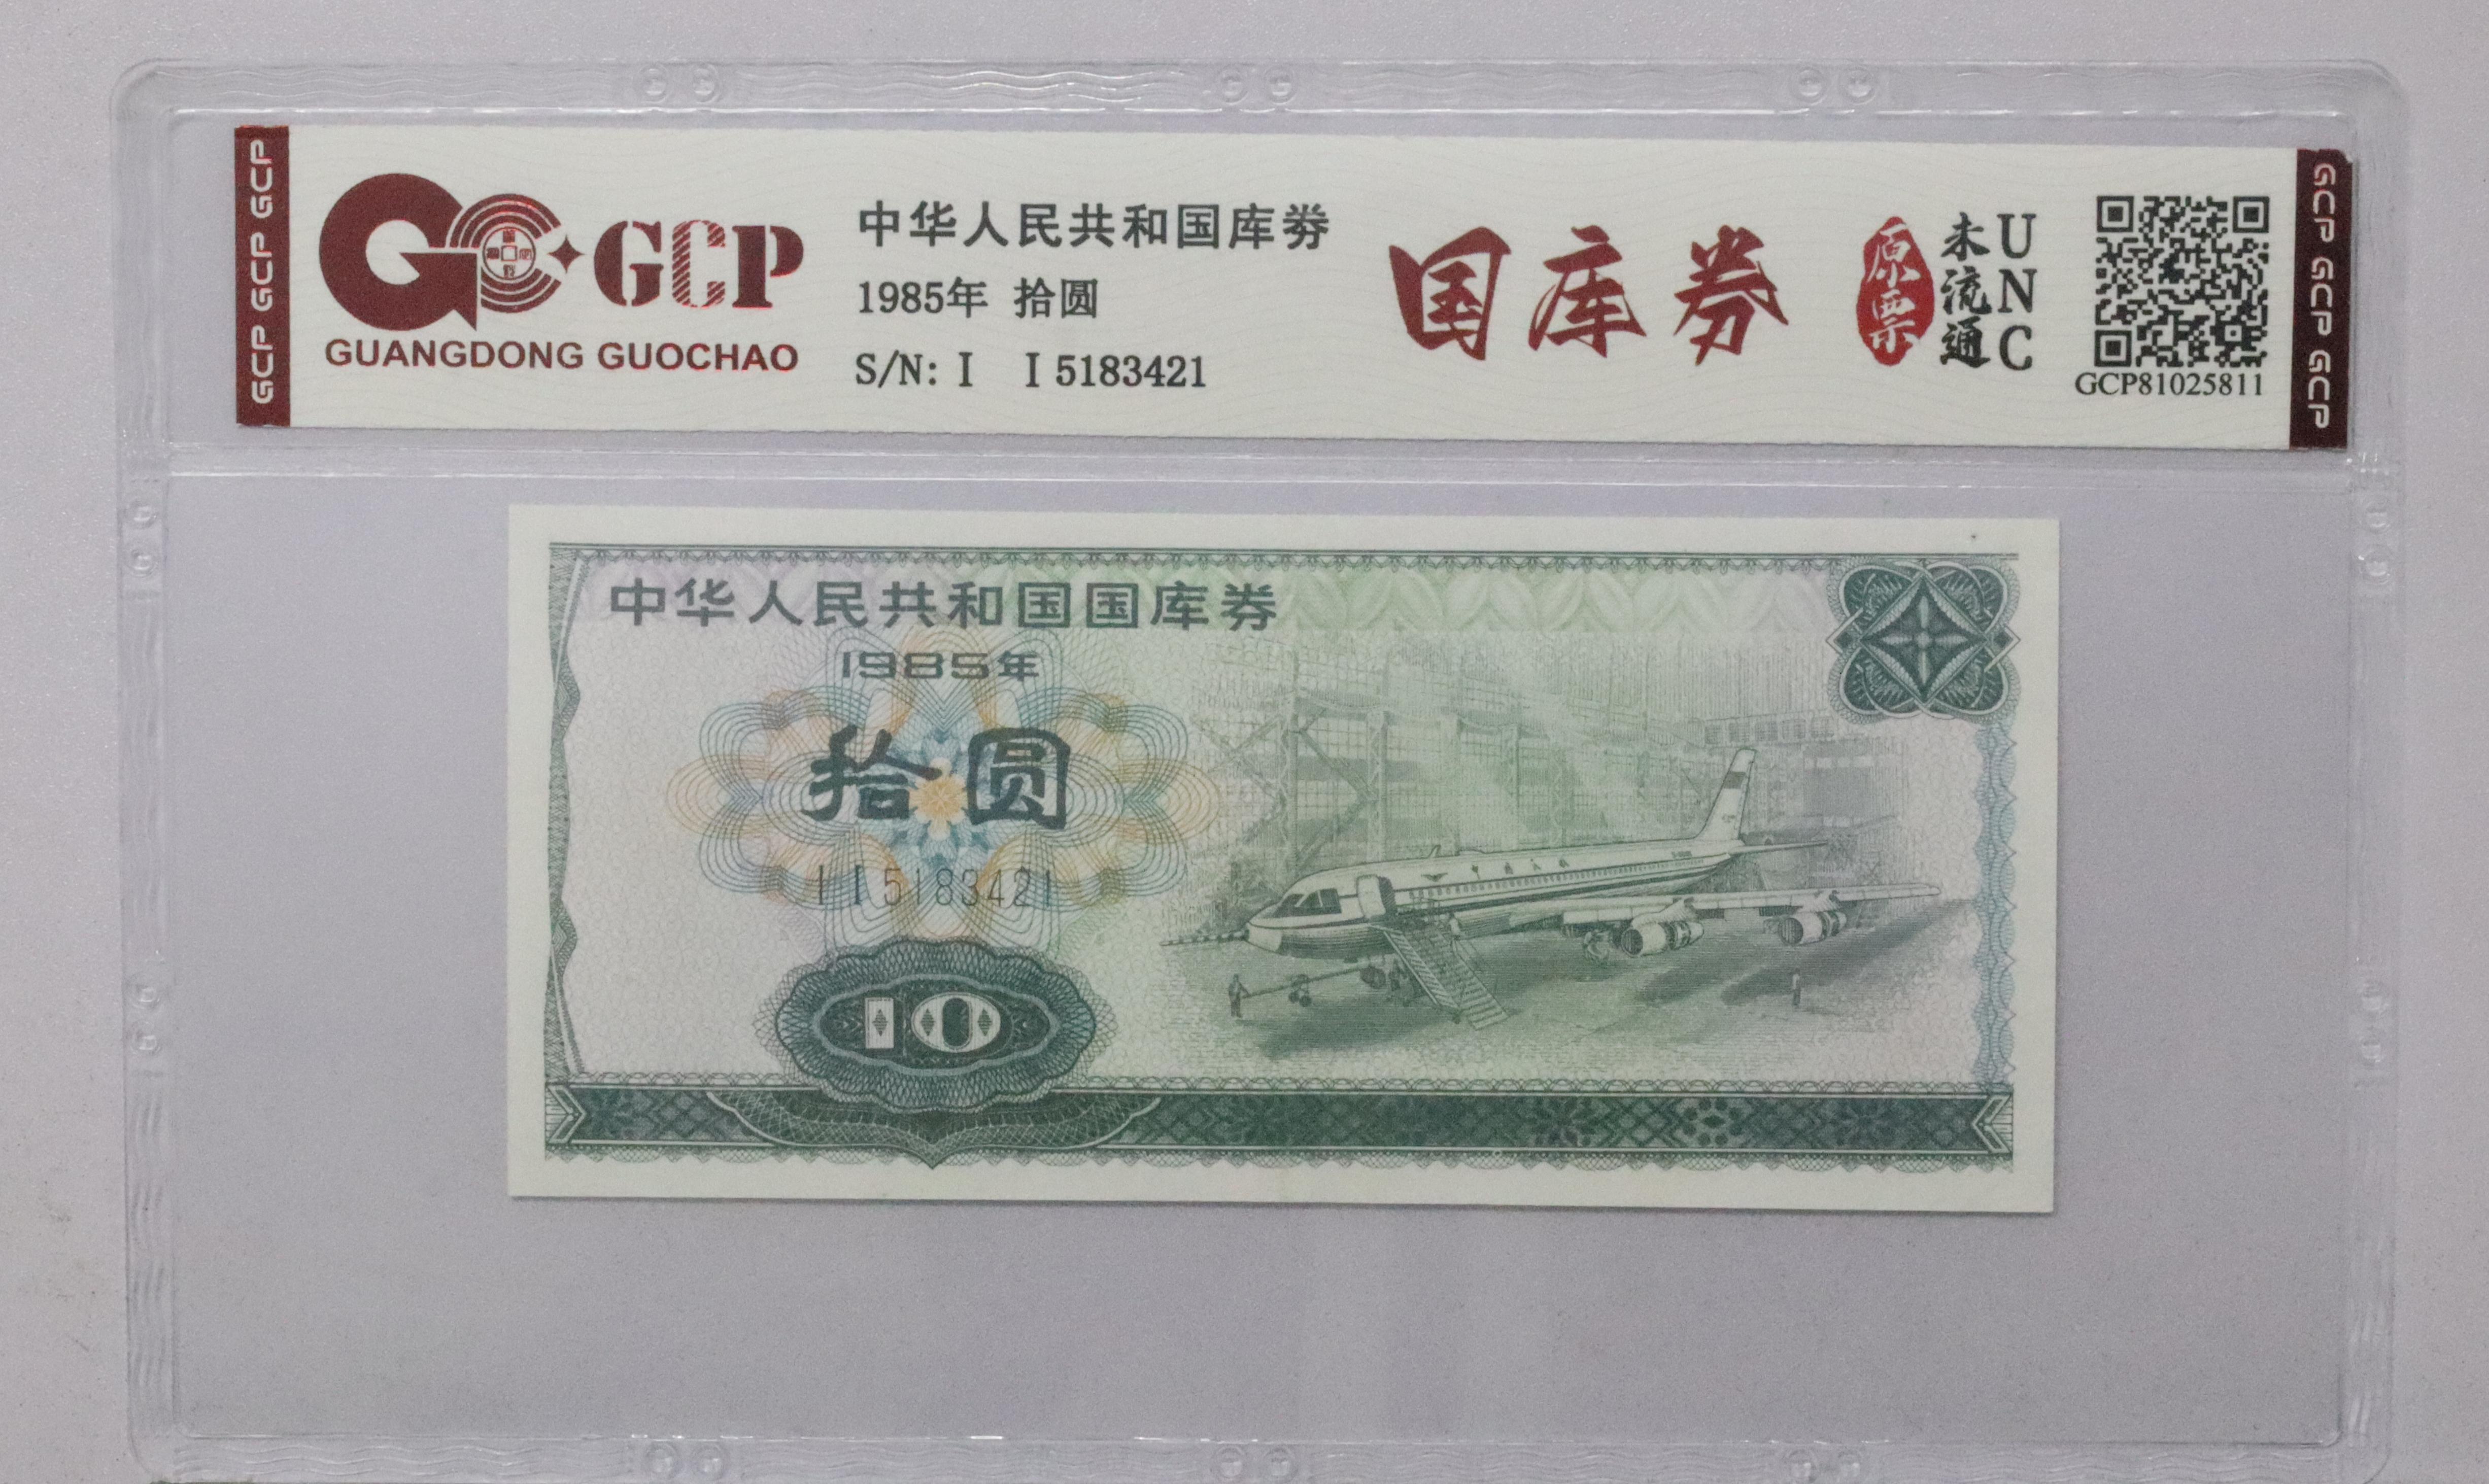 GCP GCP GCP
GCP
GUANGDONG GUOCHAO
中华人民共和国库券
1985年 拾圆
S/N: I I 5183421
国库券
原票
未流通
UNC
GCP81025811
GCP GCP GCP
中华人民共和国国库券
1985年
拾圆
I I 5183421
10